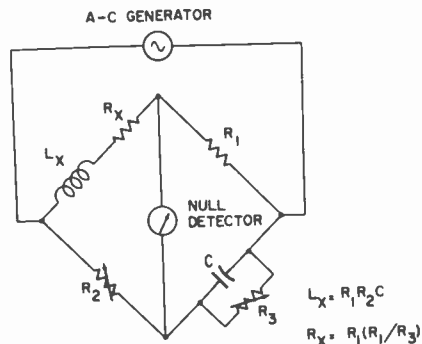 A-C GENERATOR
Rx
R1
Lx
NULL
DETECTOR
C
R2
R3
Lx = R1R2C
Rx = R1(R1/R3)